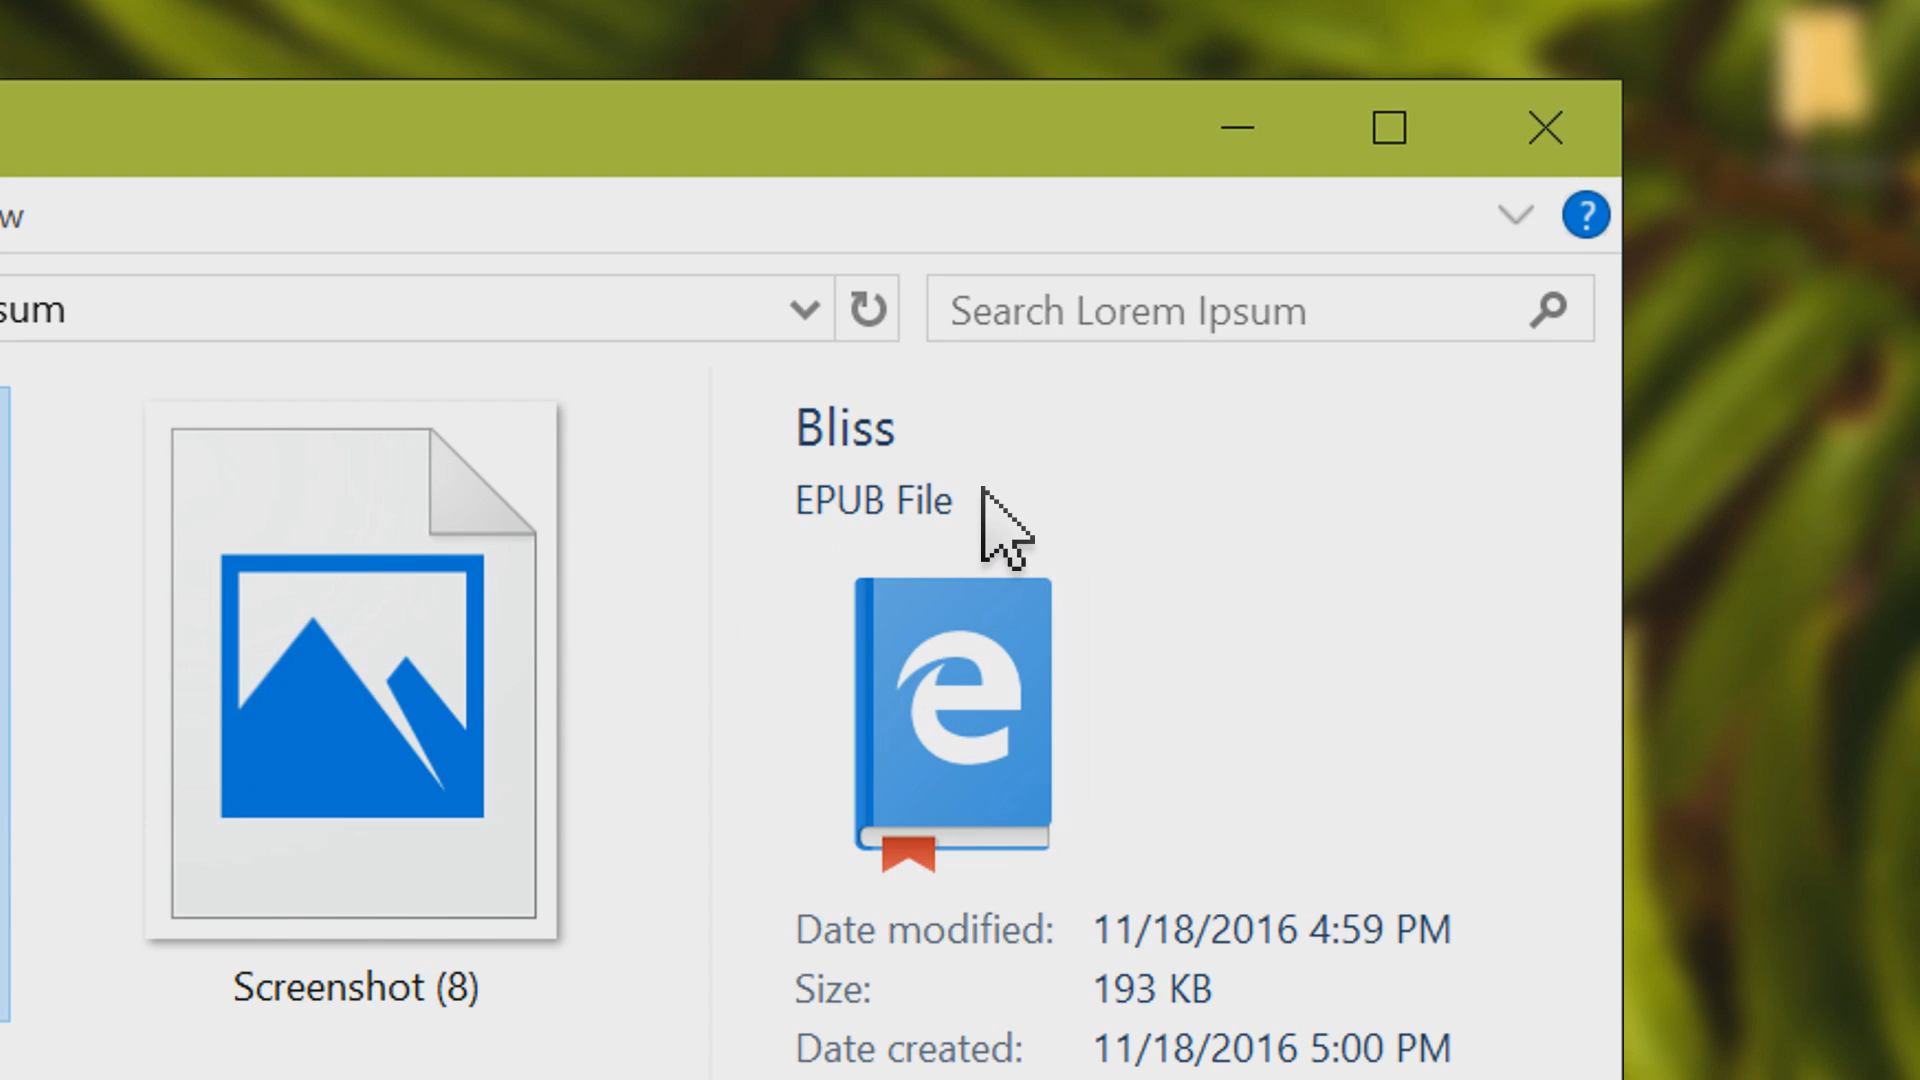 w
?
sum
Search Lorem Ipsum
Bliss
EPUB File
Screenshot (8)
Date modified: 11/18/2016 4:59 PM
Size: 193 KB
Date created: 11/18/2016 5:00 PM